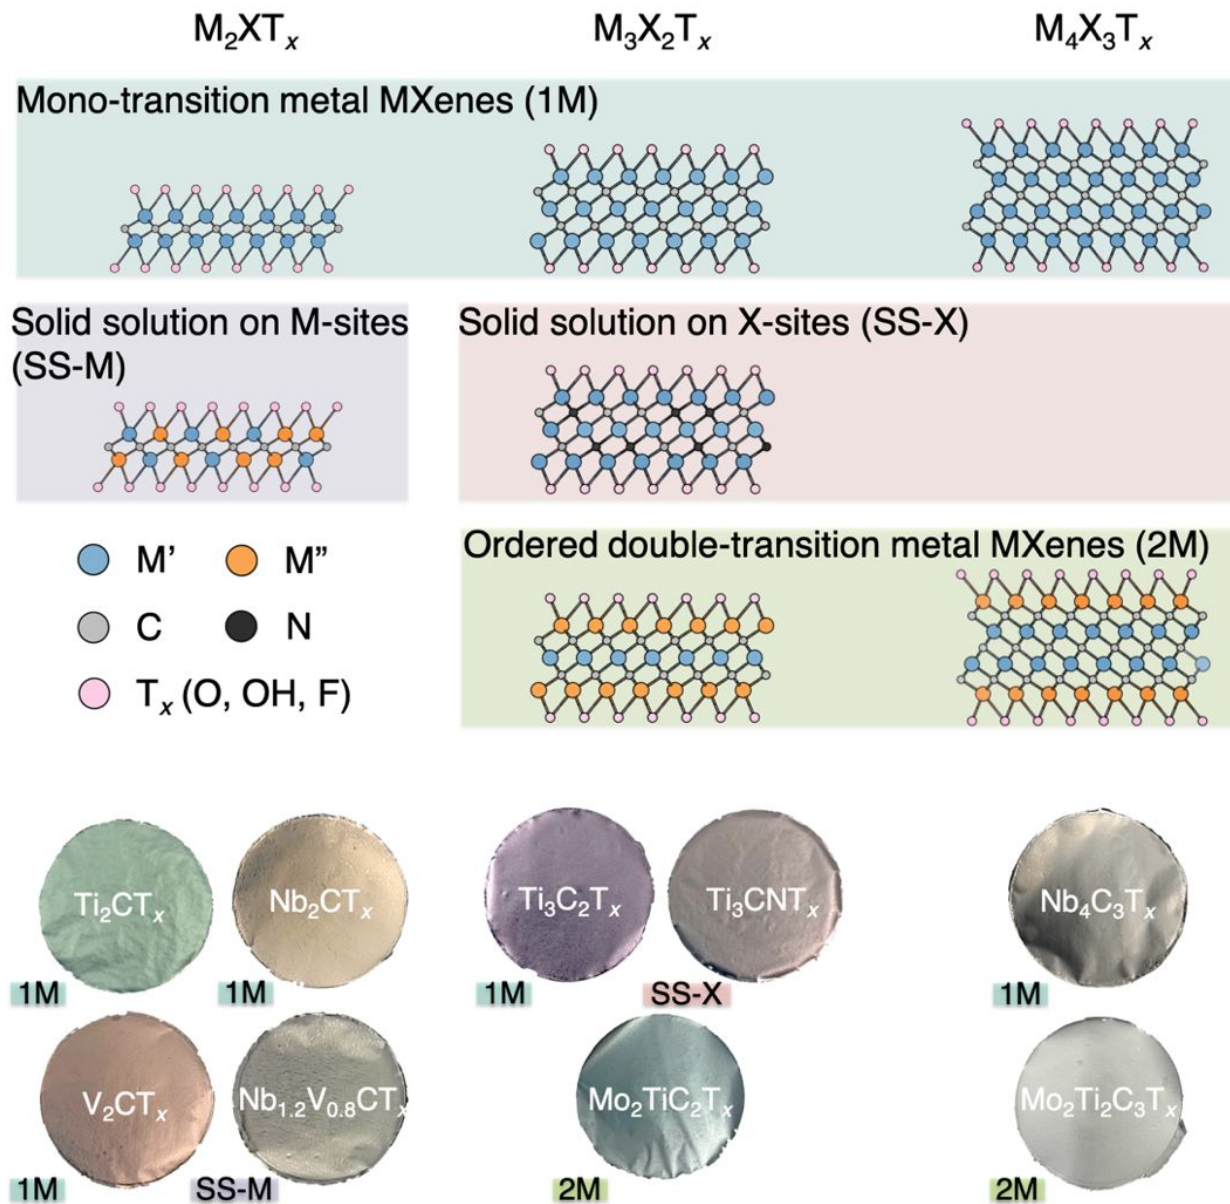 M₂XTₓ M₃X₂Tₓ M₄X₃Tₓ
Mono-transition metal MXenes (1M)
Solid solution on M-sites
(SS-M)
Solid solution on X-sites (SS-X)
M’ M”
C N
Tₓ (O, OH, F)
Ordered double-transition metal MXenes (2M)
Ti₂CTₓ Nb₂CTₓ Ti₃C₂Tₓ Ti₃CNTₓ Nb₄C₃Tₓ
1M 1M 1M SS-X 1M
V₂CTₓ Nb₁.₂V₀.₈CTₓ Mo₂TiC₂Tₓ Mo₂Ti₂C₃Tₓ
1M SS-M 2M 2M